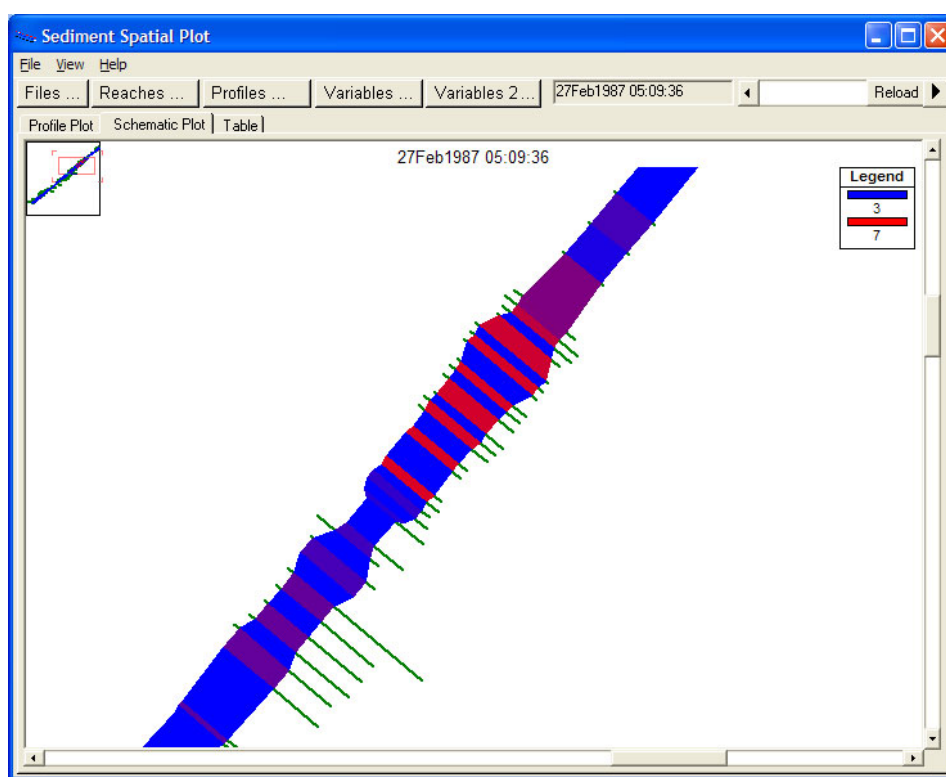 Sediment Spatial Plot
File View Help
Files ... Reaches ... Profiles ... Variables ... Variables 2... 27Feb1987 05:09:36 Reload
Profile Plot Schematic Plot Table
27Feb1987 05:09:36
Legend
3
7